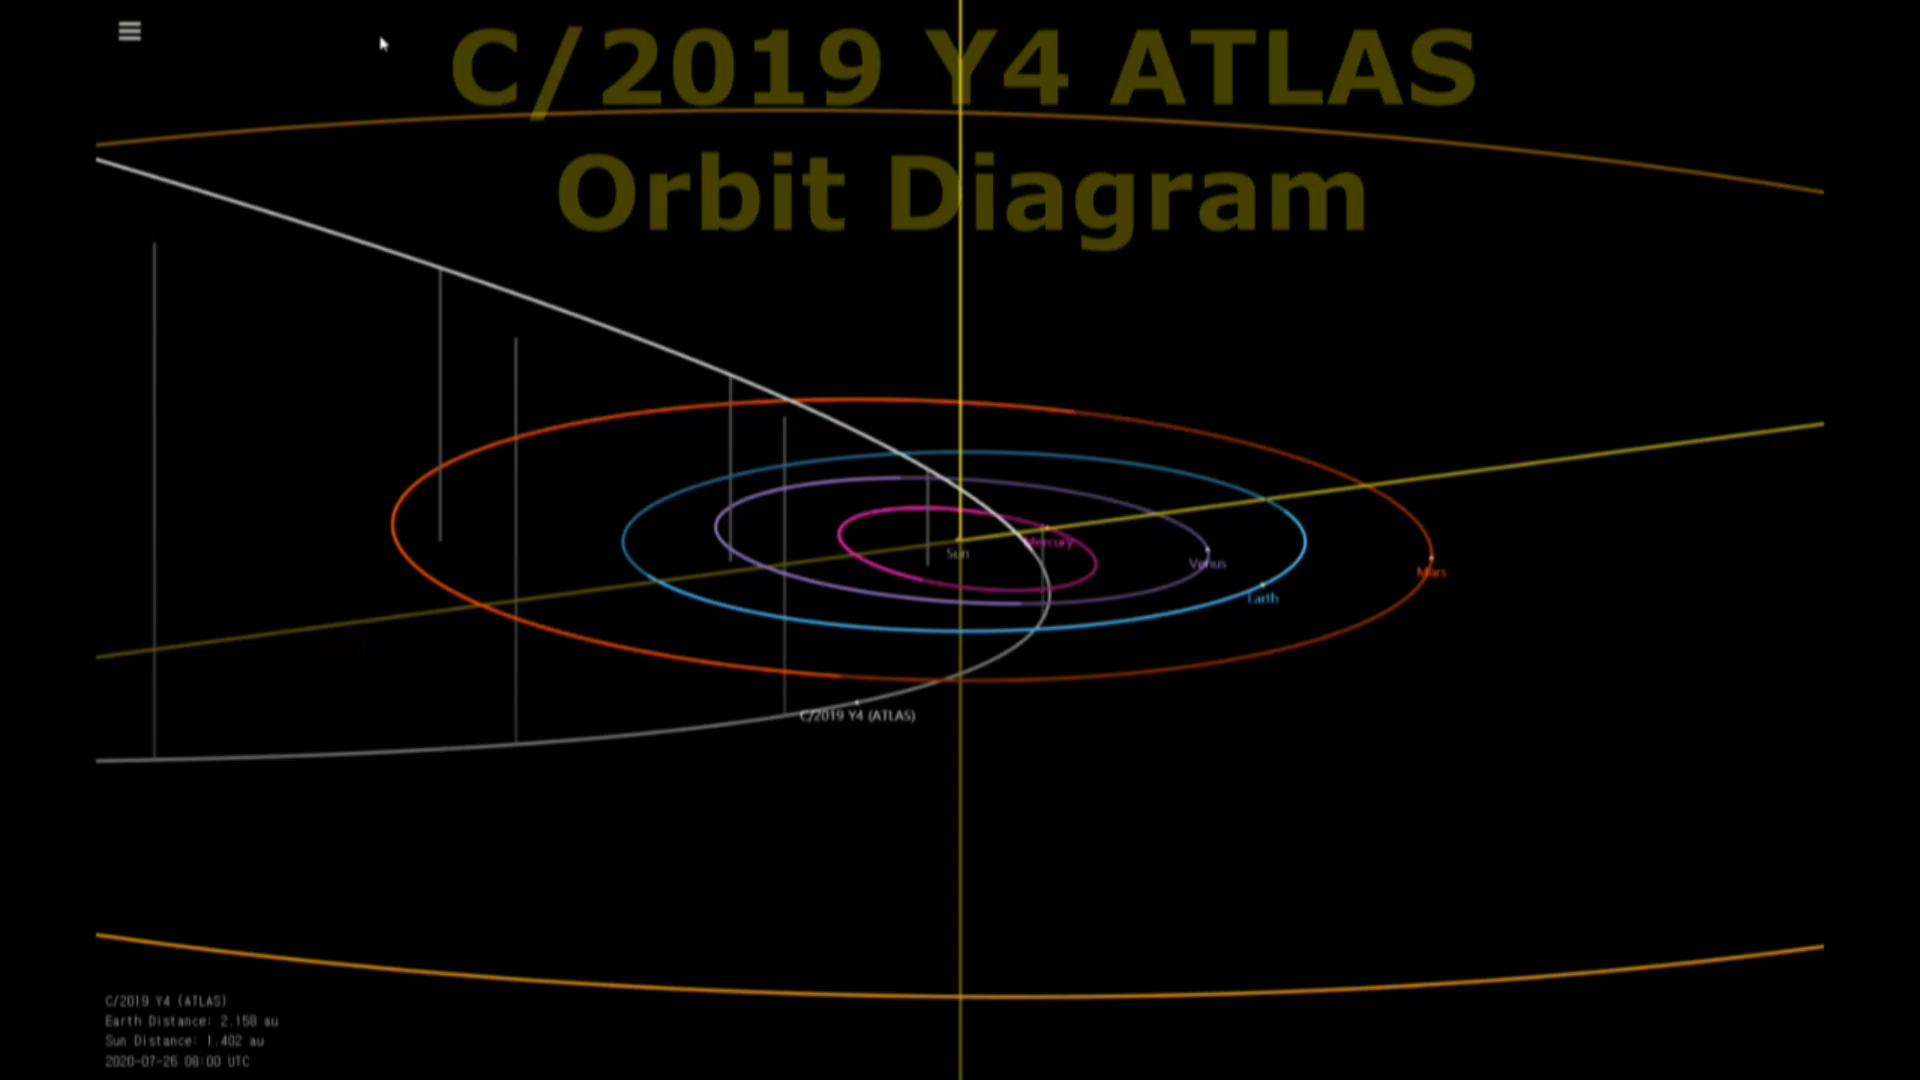 C/2019 Y4 ATLAS
Orbit Diagram
Mercury
Sun
Venus
Mars
Earth
C/2019 Y4 (ATLAS)
C/2019 Y4 (ATLAS)
Earth Distance: 2.158 au
Sun Distance: 1.402 au
2020-07-26 08:00 UTC